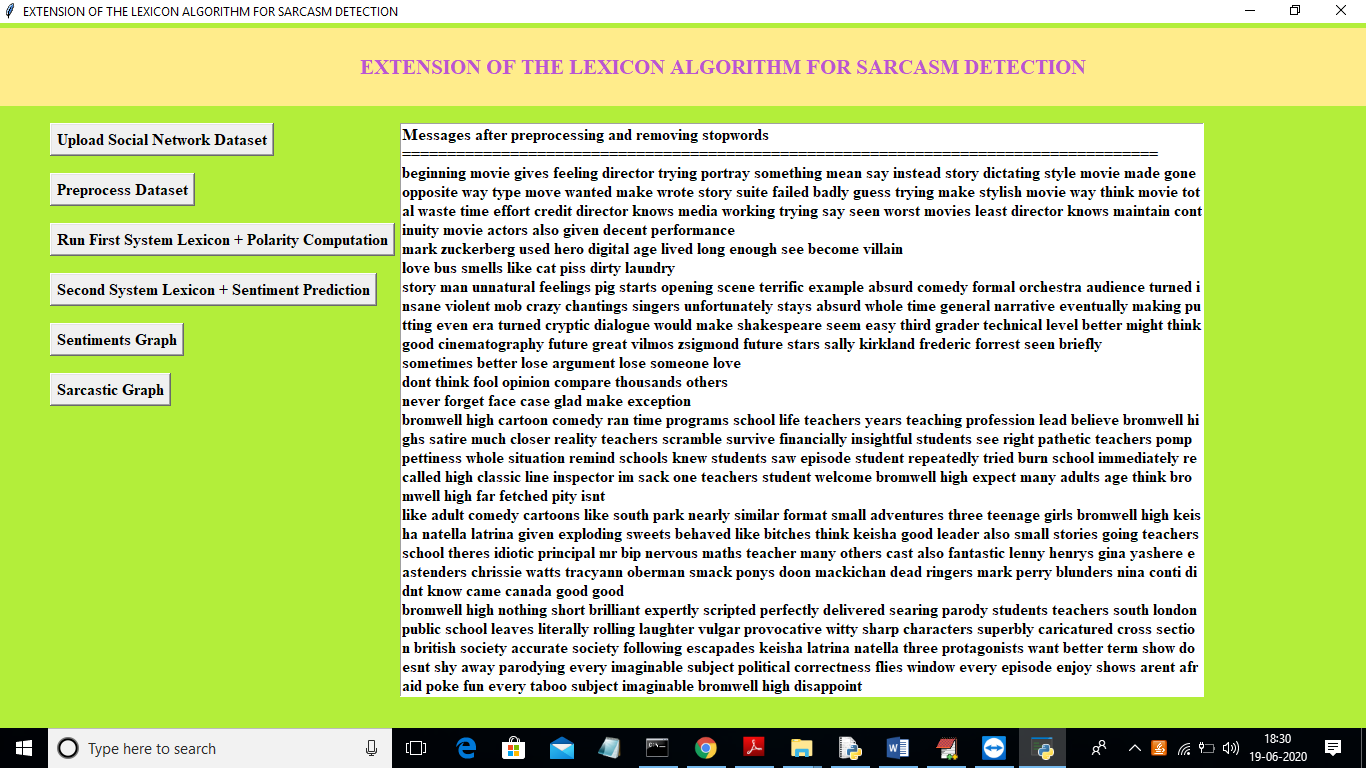 EXTENSION OF THE LEXICON ALGORITHM FOR SARCASM DETECTION
EXTENSION OF THE LEXICON ALGORITHM FOR SARCASM DETECTION
Upload Social Network Dataset
Preprocess Dataset
Run First System Lexicon + Polarity Computation
Second System Lexicon + Sentiment Prediction
Sentiments Graph
Sarcastic Graph
Messages after preprocessing and removing stopwords
====================================================================================
beginning movie gives feeling director trying portray something mean say instead story dictating style movie made gone
opposite way type move wanted make wrote story suite failed badly guess trying make stylish movie way think movie tot
al waste time effort credit director knows media working trying say seen worst movies least director knows maintain cont
inuity movie actors also given decent performance
mark zuckerberg used hero digital age lived long enough see become villain
love bus smells like cat piss dirty laundry
story man unnatural feelings pig starts opening scene terrific example absurd comedy formal orchestra audience turned i
nsane violent mob crazy chantings singers unfortunately stays absurd whole time general narrative eventually making pu
tting even era turned cryptic dialogue would make shakespeare seem easy third grader technical level better might think
good cinematography future great vilmos zsigmond future stars sally kirkland frederic forrest seen briefly
sometimes better lose argument lose someone love
dont think fool opinion compare thousands others
never forget face case glad make exception
bromwell high cartoon comedy ran time programs school life teachers years teaching profession lead believe bromwell hi
ghs satire much closer reality teachers scramble survive financially insightful students see right pathetic teachers pomp
pettiness whole situation remind schools knew students saw episode student repeatedly tried burn school immediately re
called high classic line inspector im sack one teachers student welcome bromwell high expect many adults age think bro
mwell high far fetched pity isnt
like adult comedy cartoons like south park nearly similar format small adventures three teenage girls bromwell high keis
ha natella latrina given exploding sweets behaved like bitches think keisha good leader also small stories going teachers
school theres idiotic principal mr bip nervous maths teacher many others cast also fantastic lenny henrys gina yashere e
astenders chrissie watts tracyann oberman smack ponys doon mackichan dead ringers mark perry blunders nina conti di
dnt know came canada good good
bromwell high nothing short brilliant expertly scripted perfectly delivered searing parody students teachers south london
public school leaves literally rolling laughter vulgar provocative witty sharp characters superbly caricatured cross sectio
n british society accurate society following escapades keisha latrina natella three protagonists want better term show do
esnt shy away parodying every imaginable subject political correctness flies window every episode enjoy shows arent afr
aid poke fun every taboo subject imaginable bromwell high disappoint
Type here to search
18:30
19-06-2020